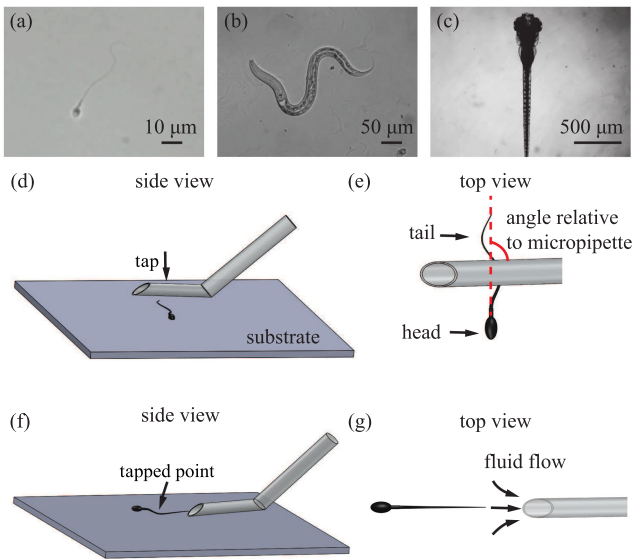 (a)
10 μm
(b)
50 μm
(c)
500 μm
(d)
side view
tap
substrate
(e)
top view
tail
angle relative
to micropipette
head
(f)
side view
tapped point
(g)
top view
fluid flow